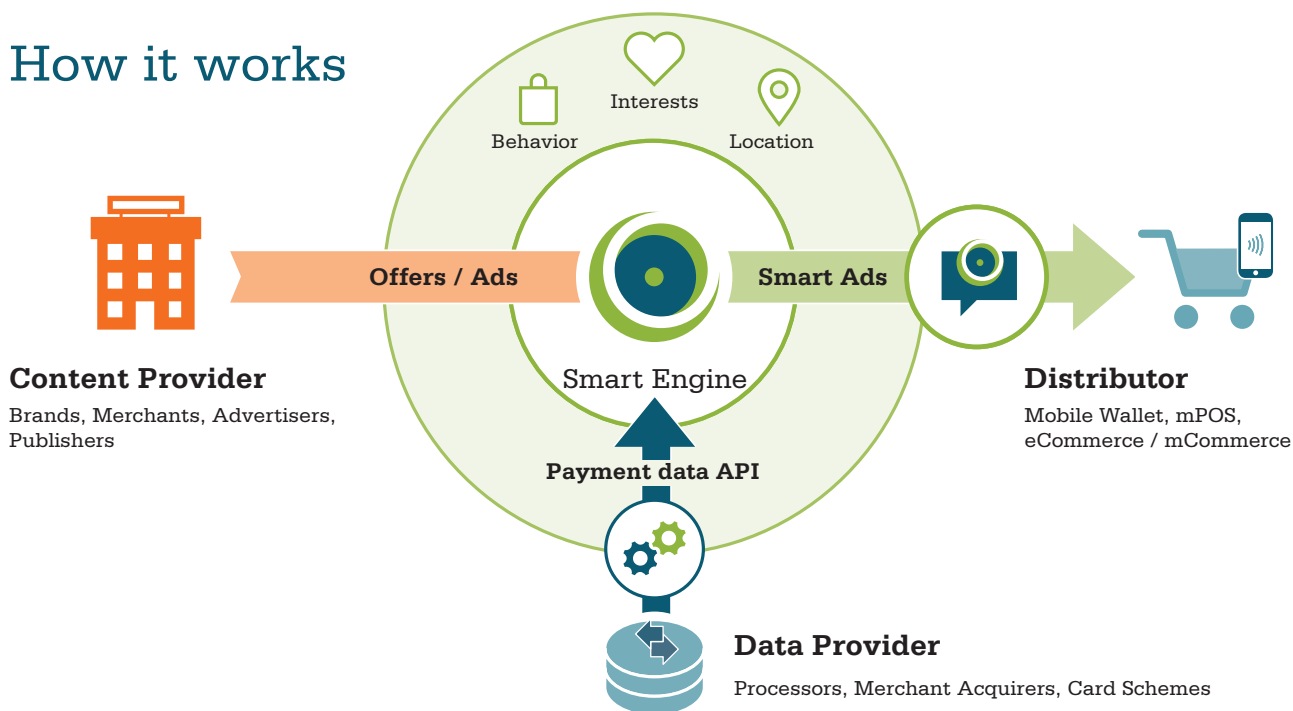 How it works
Interests
Behavior
Location
Offers / Ads
Smart Ads
Smart Engine
Content Provider
Brands, Merchants, Advertisers,
Publishers
Distributor
Mobile Wallet, mPOS,
eCommerce / mCommerce
Payment data API
Data Provider
Processors, Merchant Acquirers, Card Schemes